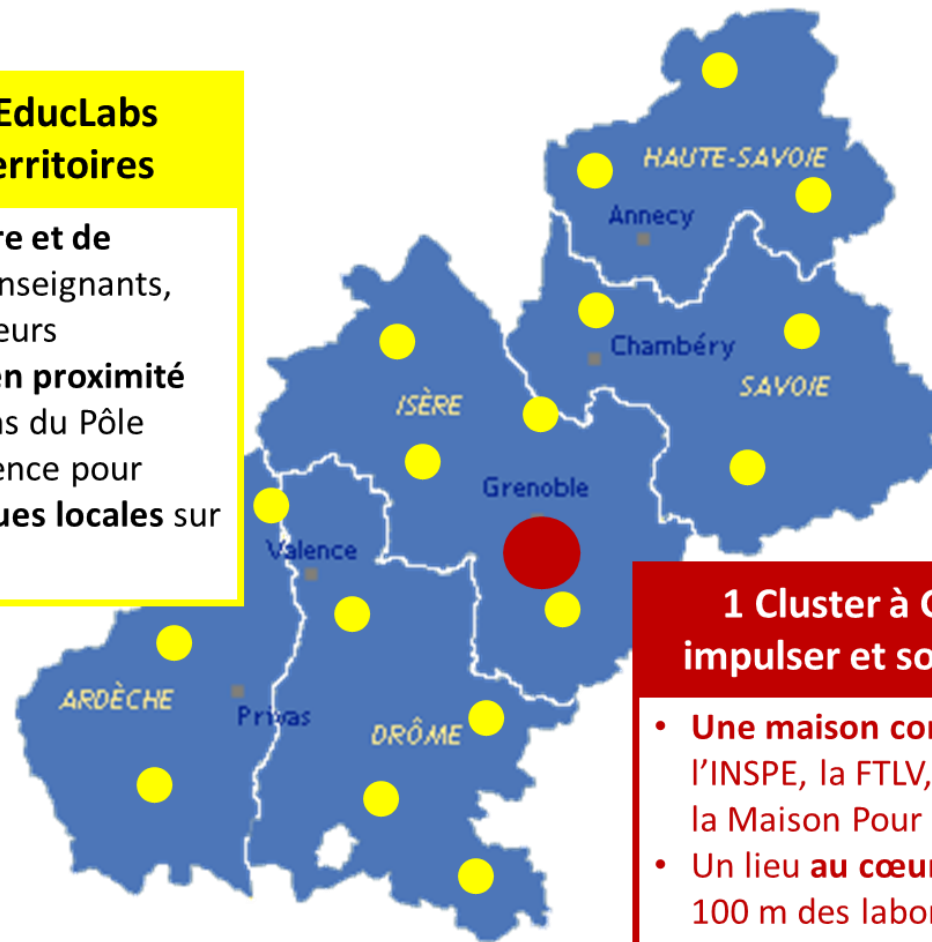 EducLabs
erritoires
re et de
nseignants,
eurs
en proximité
s du Pôle
ence pour
ues locales sur
HAUTE-SAVOIE
Annecy
Chambéry
SAVOIE
ISÈRE
Grenoble
Valence
ARDÈCHE
Privas
DRÔME
1 Cluster à
impulser et so
• Une maison co
l'INSPE, la FTLV,
la Maison Pour
• Un lieu au cœu
100 m des labo